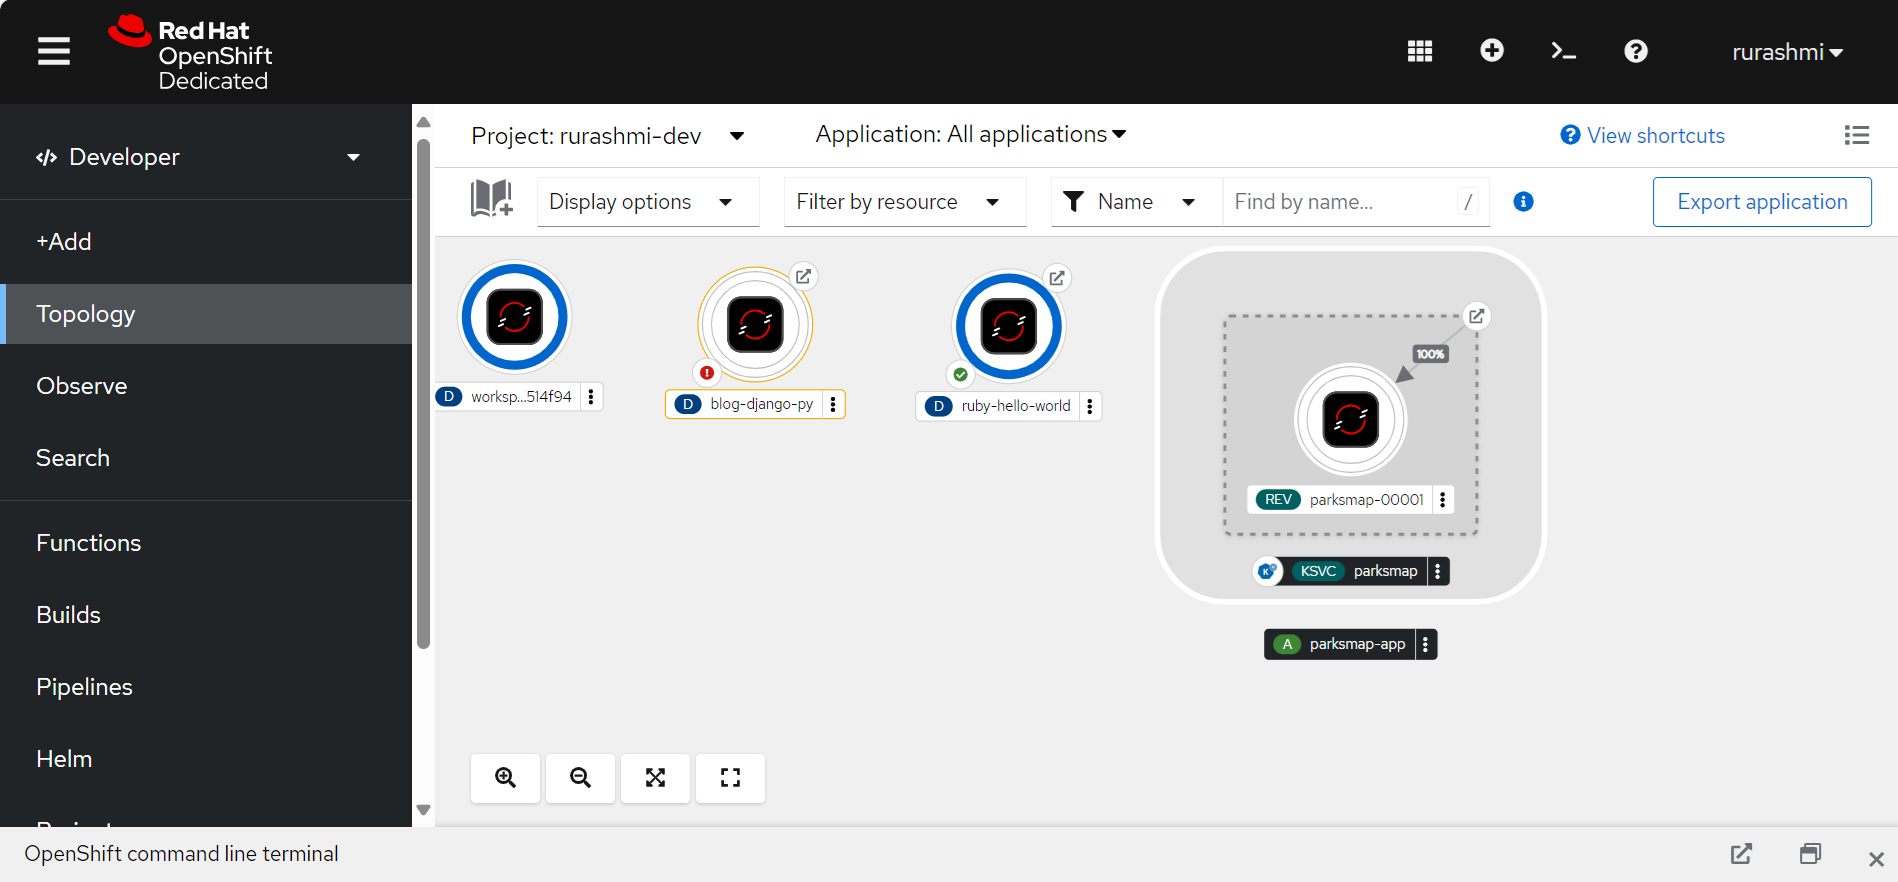 Red Hat
OpenShift
Dedicated
rurashmi
Developer
+Add
Topology
Observe
Search
Functions
Builds
Pipelines
Helm
Project: rurashmi-dev
Application: All applications
View shortcuts
Display options
Filter by resource
Name
Find by name...
/
Export application
D worksp...514f94
D blog-django-py
D ruby-hello-world
100%
REV parksmap-00001
KSVC parksmap
A parksmap-app
OpenShift command line terminal